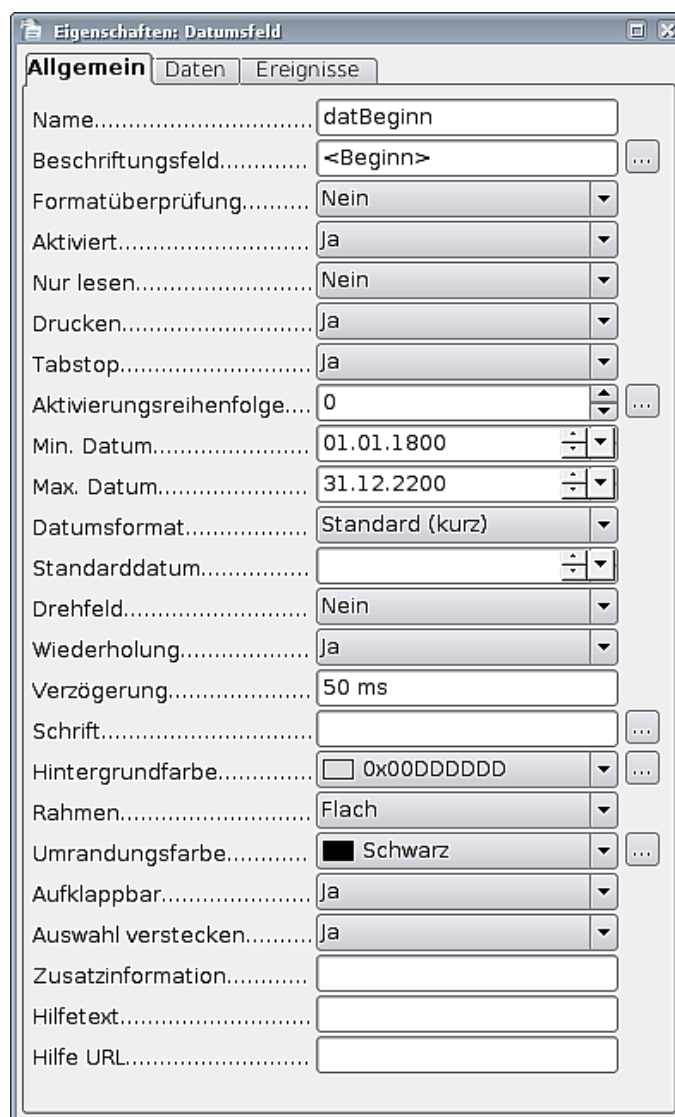 Eigenschaften: Datumsfeld
Allgemein Daten Ereignisse
Name.............................. datBeginn
Beschriftungsfeld............. <Beginn> ...
Formatüberprüfung.......... Nein
Aktiviert........................... Ja
Nur lesen......................... Nein
Drucken........................... Ja
Tabstop............................ Ja
Aktivierungsreihenfolge.... 0 ...
Min. Datum...................... 01.01.1800
Max. Datum..................... 31.12.2200
Datumsformat................. Standard (kurz)
Standarddatum...............
Drehfeld.......................... Nein
Wiederholung.................. Ja
Verzögerung.................... 50 ms
Schrift............................. ...
Hintergrundfarbe............. 0x00DDDDDD ...
Rahmen........................... Flach
Umrandungsfarbe............ Schwarz ...
Aufklappbar..................... Ja
Auswahl verstecken.......... Ja
Zusatzinformation............
Hilfetext..........................
Hilfe URL.........................